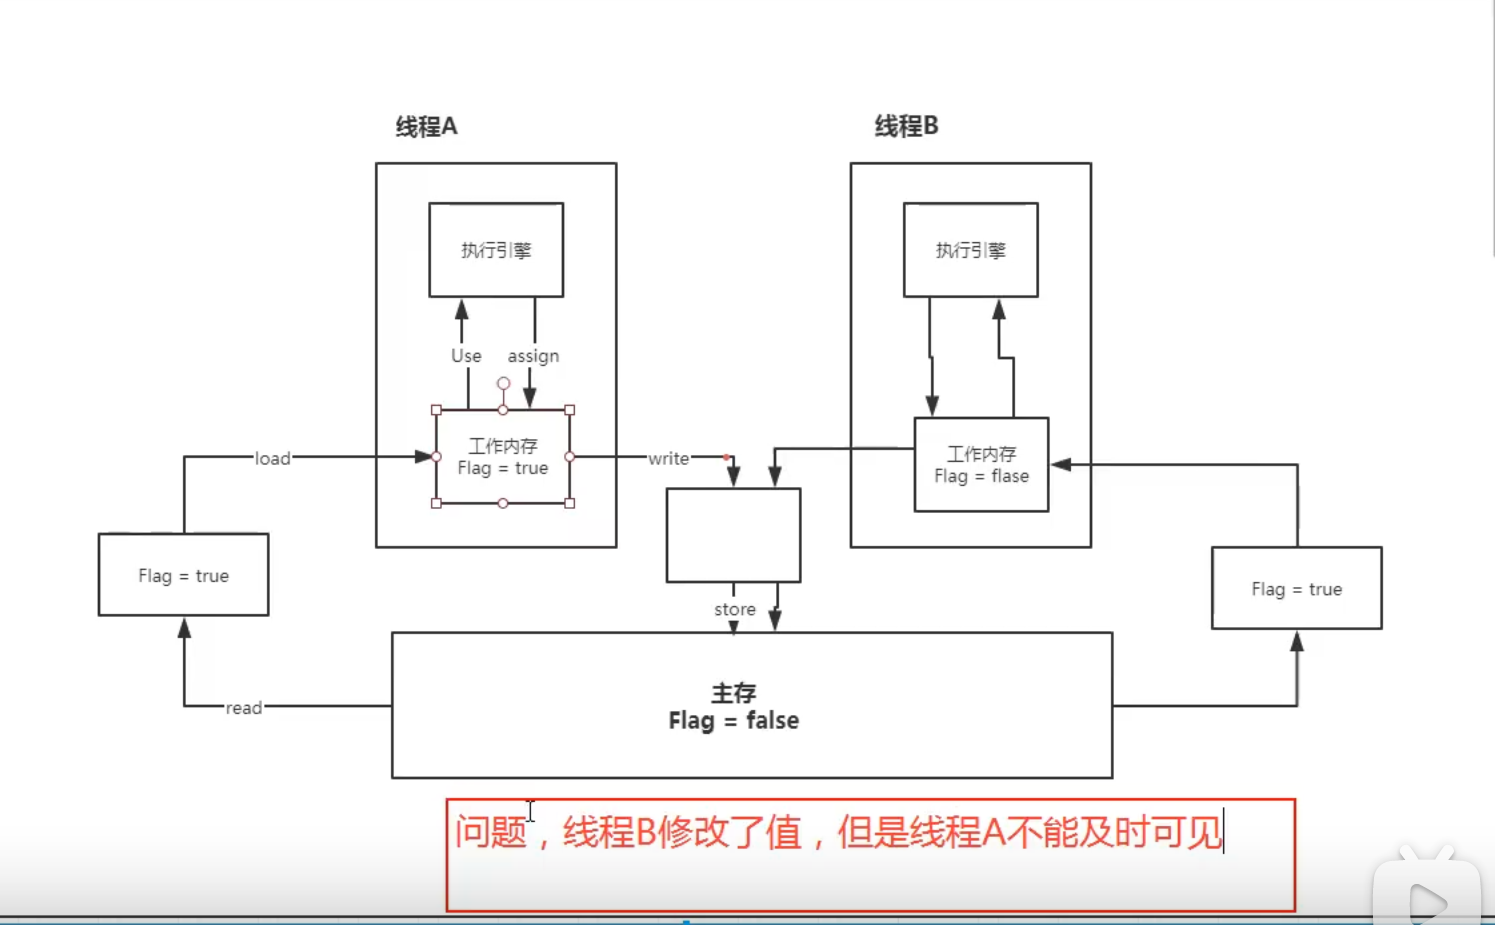 线程A
线程B
执行引擎
执行引擎
Use
assign
工作内存
Flag = true
工作内存
Flag = flase
load
write
Flag = true
Flag = true
store
read
主存
Flag = false
问题，线程B修改了值，但是线程A不能及时可见